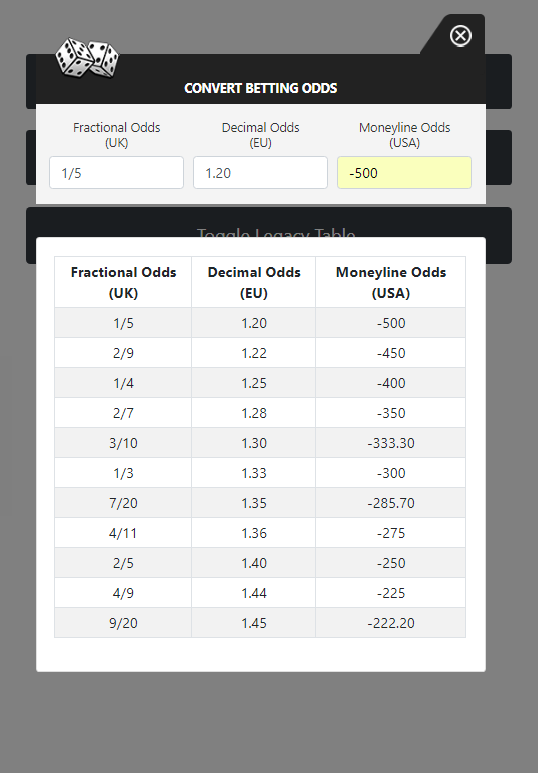 CONVERT BETTING ODDS
Fractional Odds Decimal Odds Moneyline Odds
(UK) (EU) (USA)
1/5 1.20 -500
Toggle Legacy Table
Fractional Odds Decimal Odds Moneyline Odds
(UK) (EU) (USA)
1/5 1.20 -500
2/9 1.22 -450
1/4 1.25 -400
2/7 1.28 -350
3/10 1.30 -333.30
1/3 1.33 -300
7/20 1.35 -285.70
4/11 1.36 -275
2/5 1.40 -250
4/9 1.44 -225
9/20 1.45 -222.20